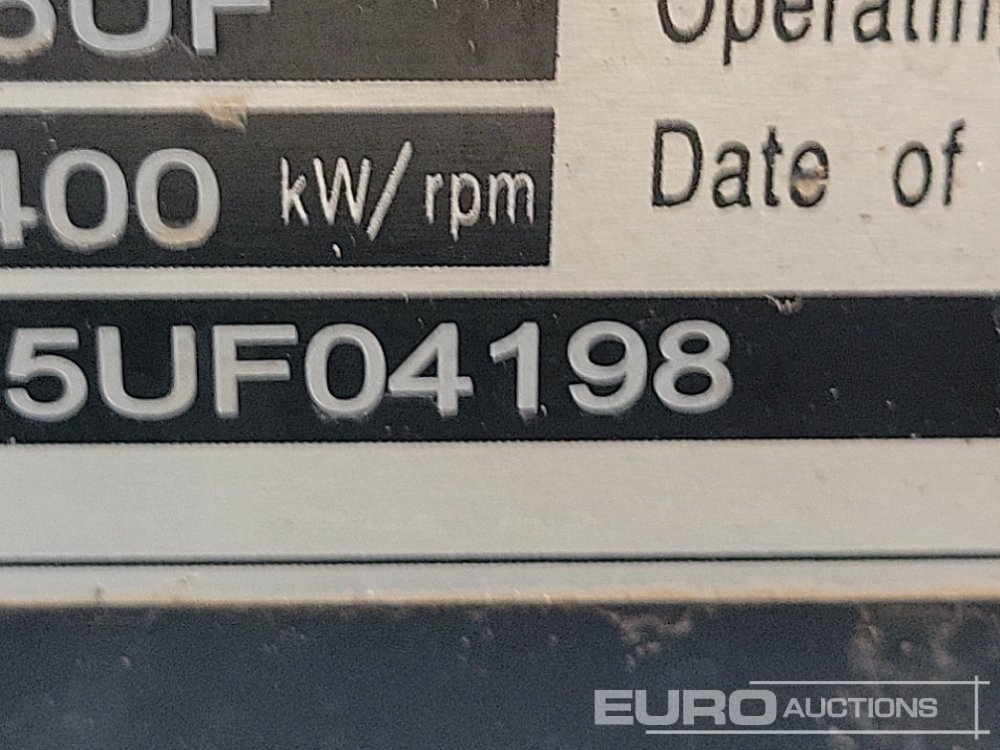 5UF
Operatin
400 kW/rpm
Date of
5UF04198
EURO AUCTIONS